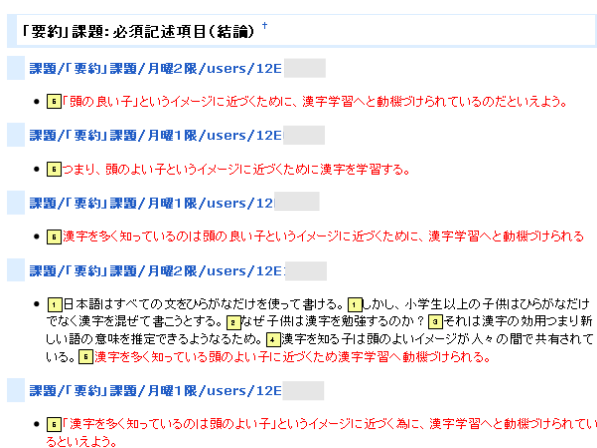 「要約」課題：必須記述項目（結論） †
課題/「要約」課題/月曜2限/users/12E
• 5「頭の良い子」というイメージに近づくために、漢字学習へと動機づけられているのだといえよう。
課題/「要約」課題/月曜1限/users/12E
• 5つまり、頭のよい子というイメージに近づくために漢字を学習する。
課題/「要約」課題/月曜1限/users/12
• 5漢字を多く知っているのは頭の良い子というイメージに近づくために、漢字学習へと動機づけられる
課題/「要約」課題/月曜2限/users/12E
• 1日本語はすべての文をひらがなだけを使って書ける。1しかし、小学生以上の子供はひらがなだけ
でなく漢字を混ぜて書こうとする。2なぜ子供は漢字を勉強するのか？3それは漢字の効用つまり新
しい語の意味を推定できるようなるため。4漢字を知る子は頭のよいイメージが人々の間で共有されて
いる。5漢字を多く知っている頭のよい子に近づくため漢字学習へ動機づけられる。
課題/「要約」課題/月曜1限/users/12E
• 5「漢字を多く知っているのは頭のよい子」というイメージに近づく為に、漢字学習へと動機づけられてい
るといえよう。